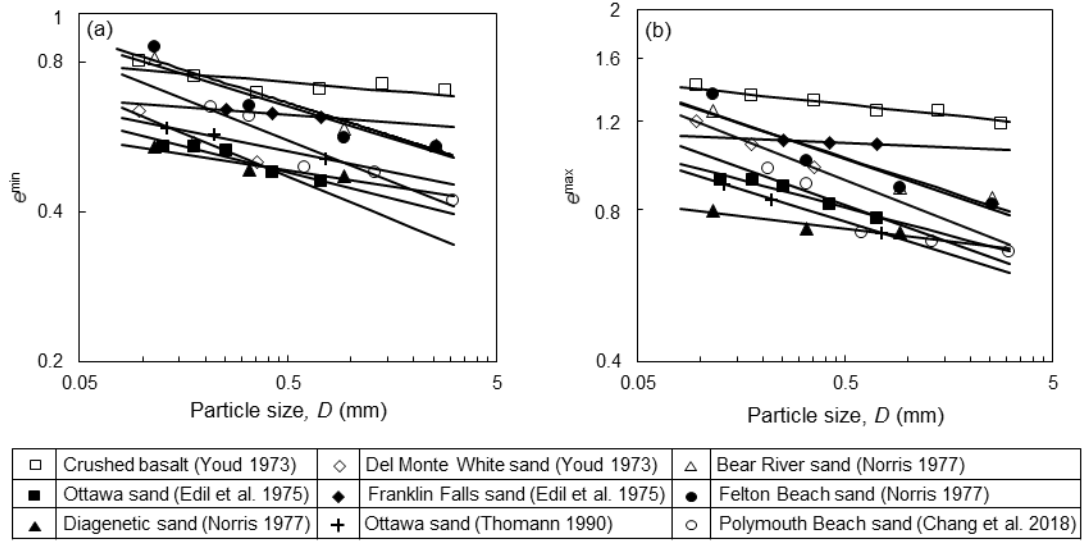 (a)
1
0.8
0.4
0.2
e^min
0.05
0.5
5
Particle size, D (mm)
(b)
2
1.6
1.2
0.8
0.4
e^max
0.05
0.5
5
Particle size, D (mm)
Crushed basalt (Youd 1973) Del Monte White sand (Youd 1973) Bear River sand (Norris 1977)
Ottawa sand (Edil et al. 1975) Franklin Falls sand (Edil et al. 1975) Felton Beach sand (Norris 1977)
Diagenetic sand (Norris 1977) Ottawa sand (Thomann 1990) Polymouth Beach sand (Chang et al. 2018)